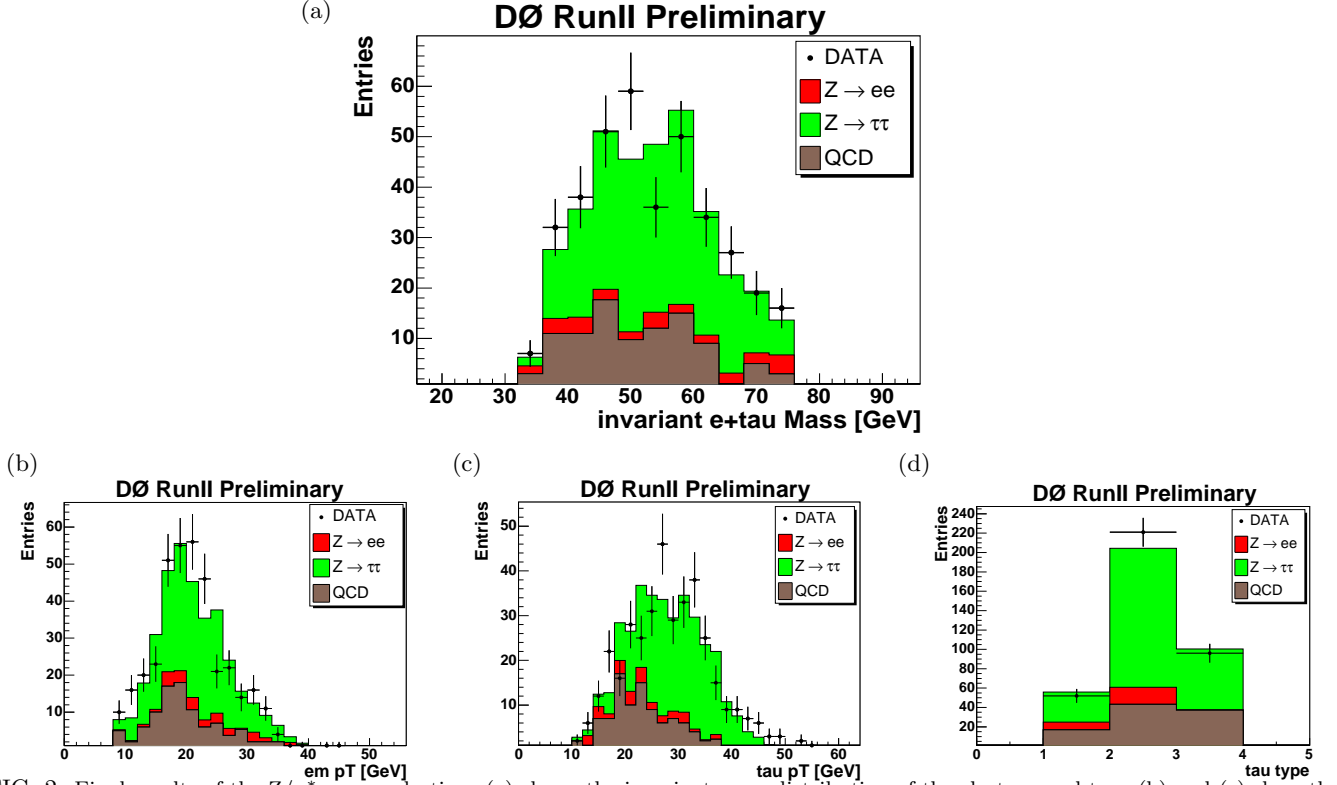 (a)
DØ RunII Preliminary
Entries
60
50
40
30
20
10
DATA
Z → ee
Z → ττ
QCD
20 30 40 50 60 70 80 90
invariant e+tau Mass [GeV]
(b)
DØ RunII Preliminary
Entries
60
50
40
30
20
10
0
DATA
Z → ee
Z → ττ
QCD
0 10 20 30 40 50
em pT [GeV]
(c)
DØ RunII Preliminary
Entries
50
40
30
20
10
DATA
Z → ee
Z → ττ
QCD
0 10 20 30 40 50 60
tau pT [GeV]
(d)
DØ RunII Preliminary
Entries
240
220
200
180
160
140
120
100
80
60
40
20
DATA
Z → ee
Z → ττ
QCD
0 1 2 3 4 5
tau type